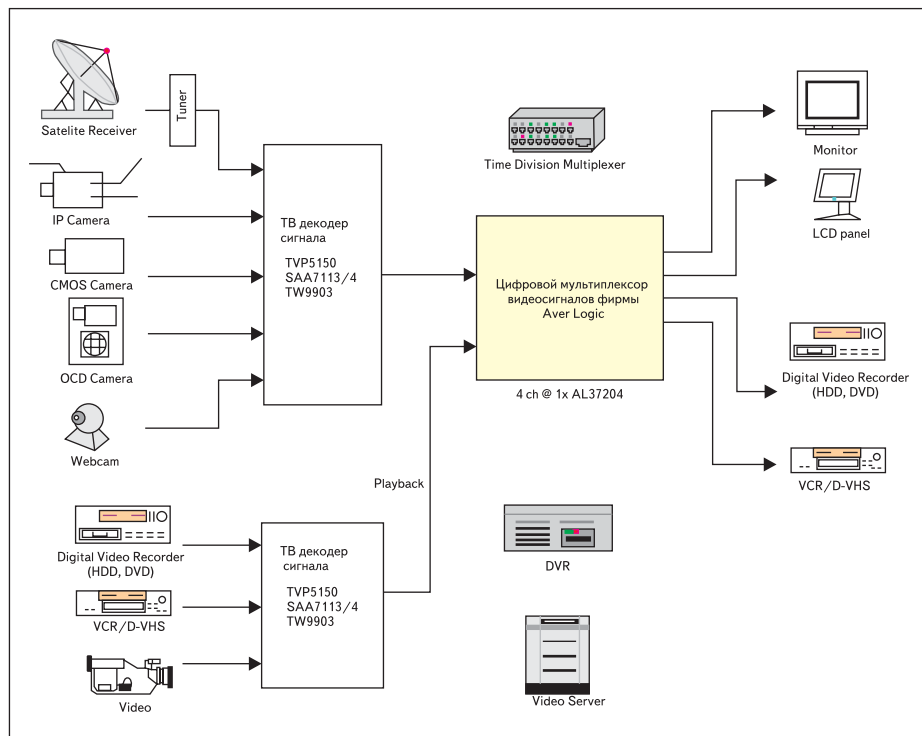 Satelite Receiver
Tuner
IP Camera
CMOS Camera
OCD Camera
Webcam
ТВ декодер
сигнала
TVP5150
SAA7113/4
TW9903
Time Division Multiplexer
Цифровой мультиплексор
видеосигналов фирмы
Aver Logic
4 ch @ 1x AL37204
Monitor
LCD panel
Digital Video Recorder
(HDD, DVD)
VCR/D-VHS
Playback
Digital Video Recorder
(HDD, DVD)
VCR/D-VHS
Video
ТВ декодер
сигнала
TVP5150
SAA7113/4
TW9903
DVR
Video Server